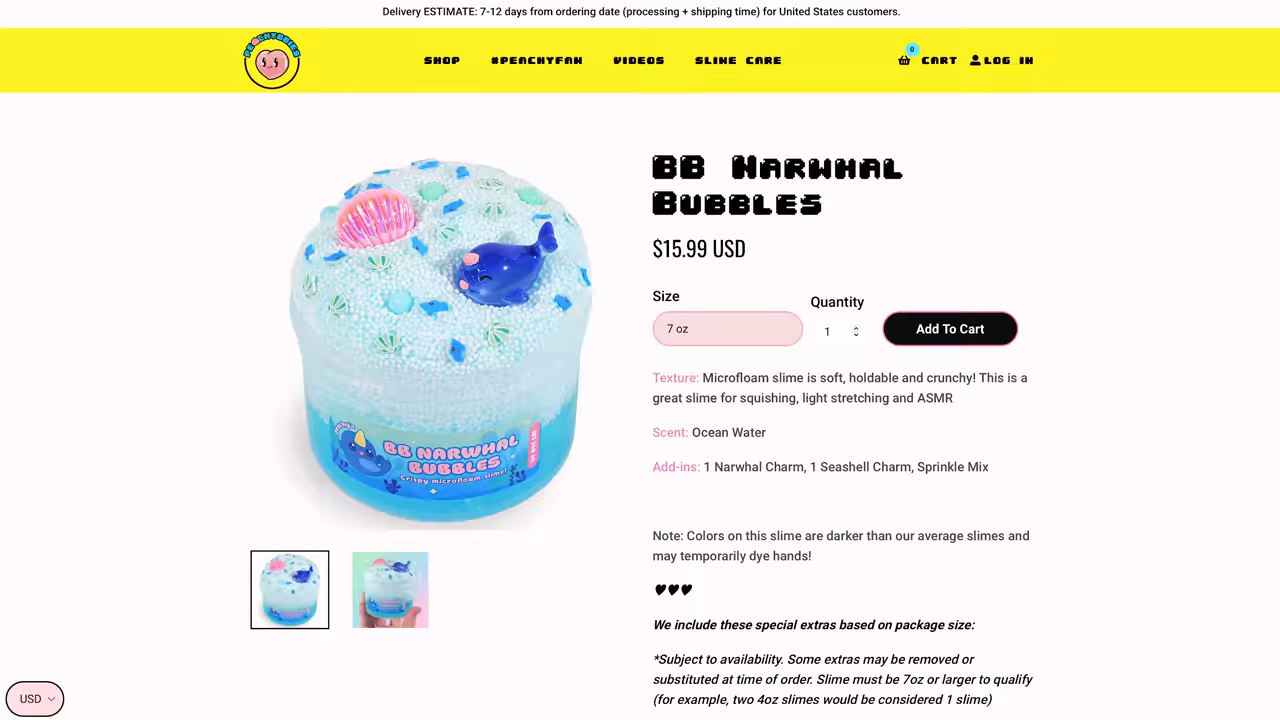 Delivery ESTIMATE: 7-12 days from ordering date (processing + shipping time) for United States customers.
PEACHYBBIES
SHOP
#PEACHYFAM
VIDEOS
SLIME CARE
0
CART
LOG IN
BB NARWHAL
BUBBLES
$15.99 USD
Size
Quantity
7 oz
1
Add To Cart
Texture: Microfloam slime is soft, holdable and crunchy! This is a
great slime for squishing, light stretching and ASMR
Scent: Ocean Water
Add-ins: 1 Narwhal Charm, 1 Seashell Charm, Sprinkle Mix
BB NARWHAL
BUBBLES
crispy microfloam slime!
Note: Colors on this slime are darker than our average slimes and
may temporarily dye hands!
We include these special extras based on package size:
*Subject to availability. Some extras may be removed or
substituted at time of order. Slime must be 7oz or larger to qualify
(for example, two 4oz slimes would be considered 1 slime)
USD